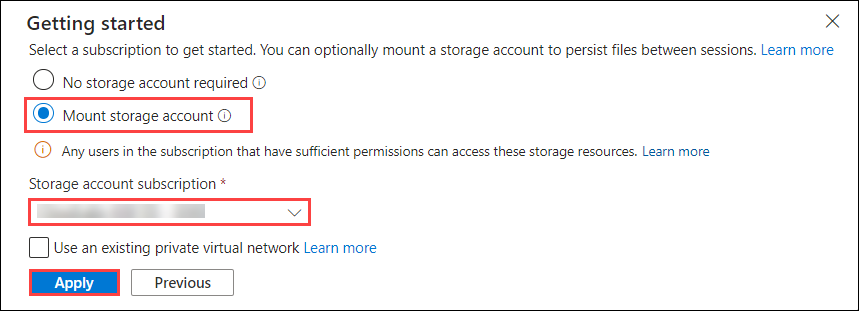 Getting started
Select a subscription to get started. You can optionally mount a storage account to persist files between sessions. Learn more
No storage account required
Mount storage account
Any users in the subscription that have sufficient permissions can access these storage resources. Learn more
Storage account subscription *
Use an existing private virtual network Learn more
Apply Previous